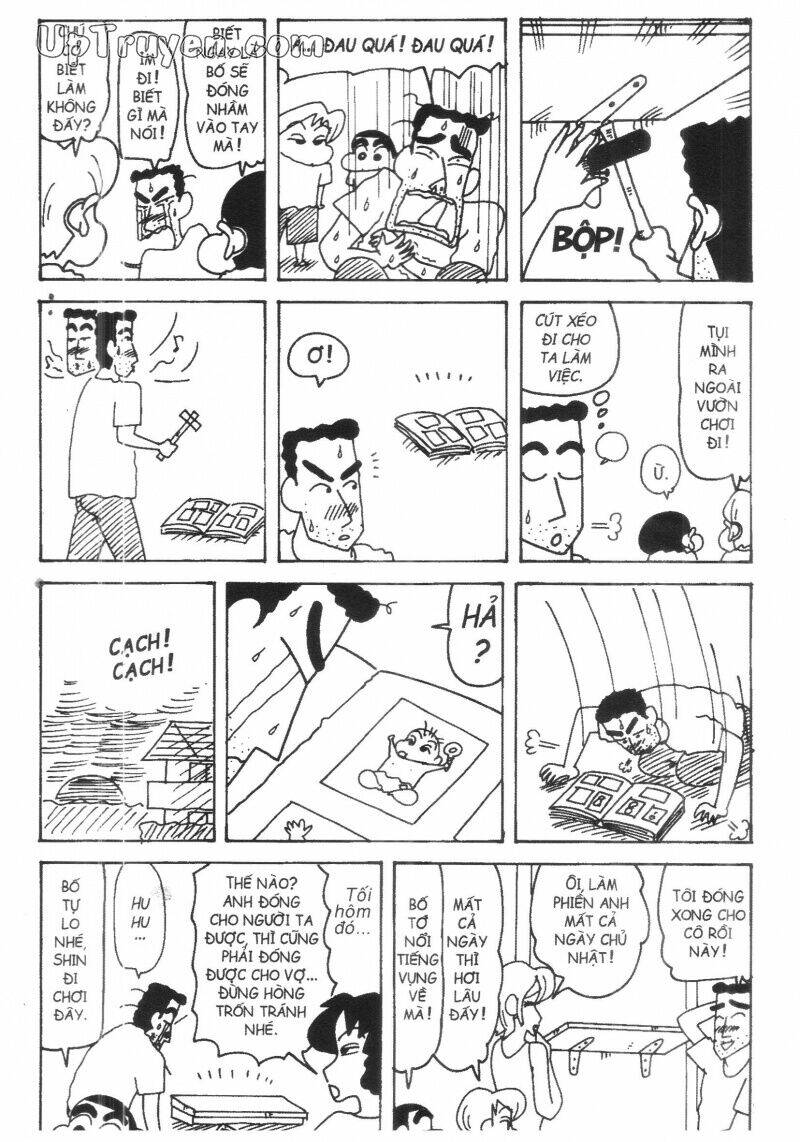 UpTruyen.com
BỘP!
ĐAU QUÁ! ĐAU QUÁ!
BIẾT
NGAY LÀ
BỐ SẼ
ĐÓNG
NHẦM
VÀO TAY
MÀ!
IM
ĐI!
BIẾT
GÌ MÀ
NÓI!
CHÚ
BIẾT
LÀM
KHÔNG
ĐẤY?
TỤI
MÌNH
RA
NGOÀI
VƯỜN
CHƠI
ĐI!
Ừ.
CÚT XÉO
ĐI CHO
TA LÀM
VIỆC.
Ơ!
HẢ
?
CẠCH!
CẠCH!
TÔI ĐÓNG
XONG CHO
CÔ RỒI
NÀY!
ÔI, LÀM
PHIỀN ANH
MẤT CẢ
NGÀY CHỦ
NHẬT!
MẤT
CẢ
NGÀY
THÌ
HƠI
LÂU
ĐẤY!
BỐ
TỚ
NỔI
TIẾNG
VỤNG
VỀ
MÀ!
Tối
hôm
đó...
THẾ NÀO?
ANH ĐÓNG
CHO NGƯỜI TA
ĐƯỢC, THÌ CŨNG
PHẢI ĐÓNG
ĐƯỢC CHO VỢ...
ĐỪNG HÒNG
TRỐN TRÁNH
NHÉ.
HU
HU
...
BỐ
TỰ
LO
NHÉ,
SHIN
ĐI
CHƠI
ĐÂY.